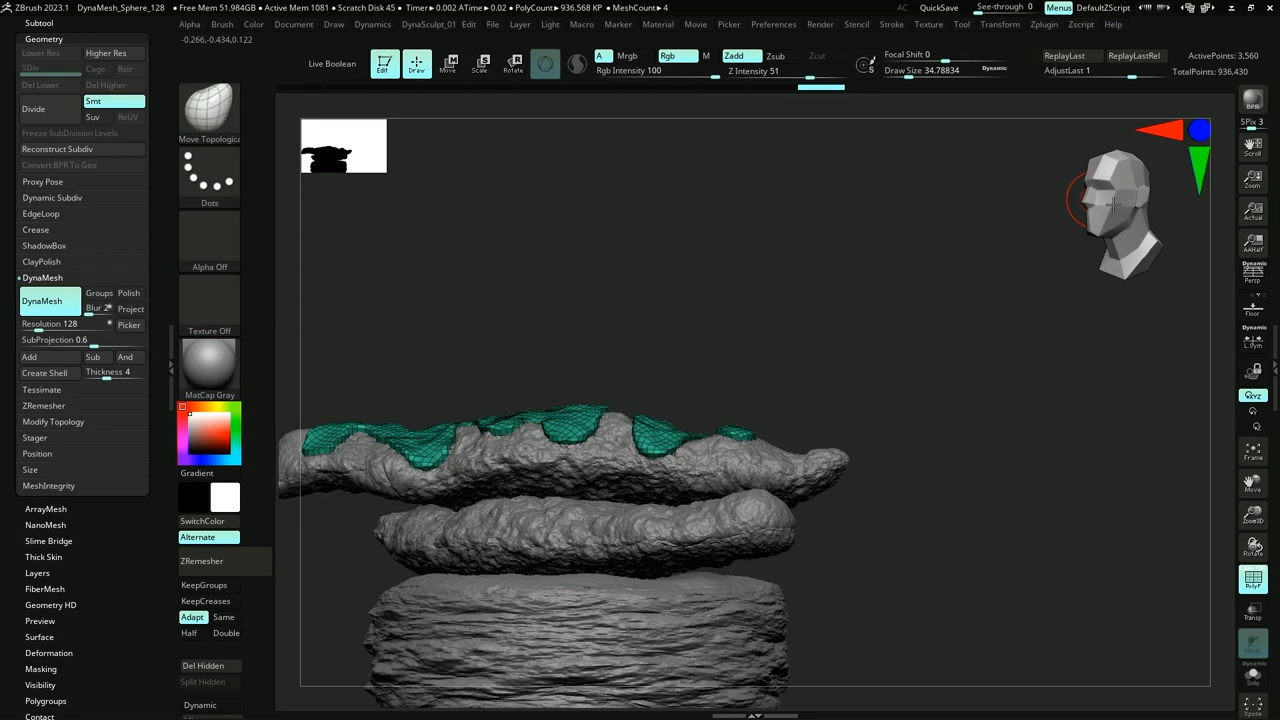 ZBrush 2023.1 DynaMesh_Sphere_128 ● Free Mem 51.984GB ● Active Mem 1081 ● Scratch Disk 45 ● Timer▶0.002 ATime▶0.02 ● PolyCount▶936.568 KP ● MeshCount▶4
AC QuickSave See-through 0 Menus DefaultZScript
Subtool
Alpha Brush Color Document Draw Dynamics DynaSculpt_01 Edit File Layer Light Macro Marker Material Movie Picker Preferences Render Stencil Stroke Texture Tool Transform Zplugin Zscript Help
-0.266,-0.434,0.122
Live Boolean
Edit
Draw
Move
Scale
Rotate
A Mrgb Rgb M Zadd Zsub Zcut
Rgb Intensity 100 Z Intensity 51
S
Focal Shift 0
Draw Size 34.78834 Dynamic
ReplayLast ReplayLastRel
AdjustLast 1
ActivePoints: 3,560
TotalPoints: 936,430
Geometry
Lower Res Higher Res
SDiv Cage Rstr
Del Lower Del Higher
Divide
Smt
Suv ReUV
Freeze SubDivision Levels
Reconstruct Subdiv
Convert BPR To Geo
Proxy Pose
Dynamic Subdiv
EdgeLoop
Crease
ShadowBox
ClayPolish
DynaMesh
DynaMesh
Groups Polish
Blur 2 Project
Resolution 128 Picker
SubProjection 0.6
Add Sub And
Create Shell Thickness 4
Tessimate
ZRemesher
Modify Topology
Stager
Position
Size
MeshIntegrity
ArrayMesh
NanoMesh
Slime Bridge
Thick Skin
Layers
FiberMesh
Geometry HD
Preview
Surface
Deformation
Masking
Visibility
Polygroups
Contact
Move Topologica
Dots
Alpha Off
Texture Off
MatCap Gray
Gradient
SwitchColor
Alternate
ZRemesher
KeepGroups
KeepCreases
Adapt Same
Half Double
Del Hidden
Split Hidden
Dynamic
BPR
SPix 3
Scroll
Zoom
Actual
AAHalf
Dynamic
Persp
Floor
Dynamic
L.Sym
XYZ
Frame
Move
Zoom3D
Rotate
PolyF
Transp
Ghost
Dynamic
Solo
Xpose